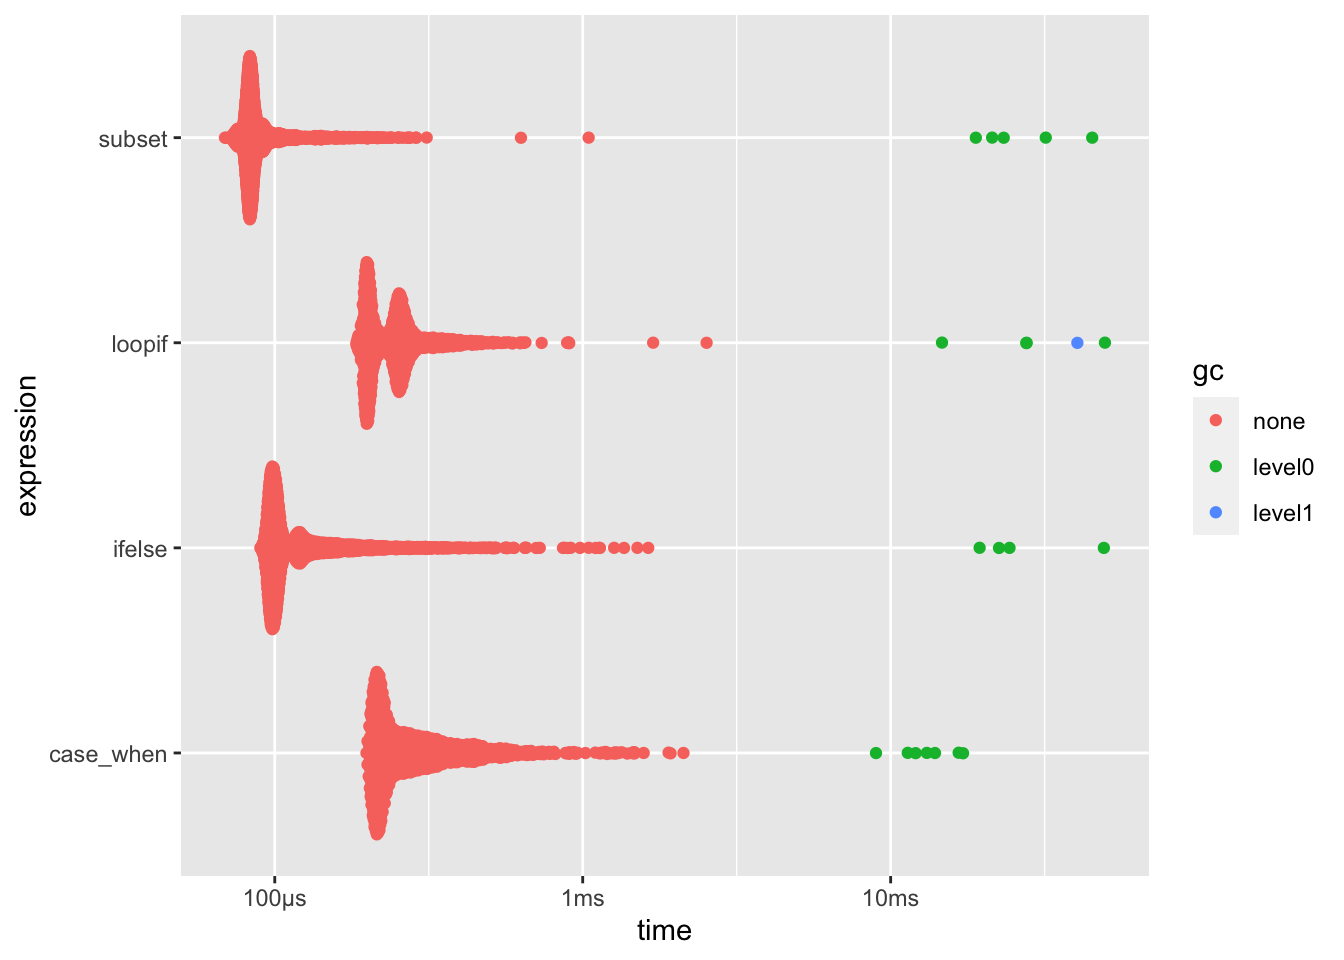 subset
loopif
ifelse
case_when
expression
100µs
1ms
10ms
time
gc
none
level0
level1